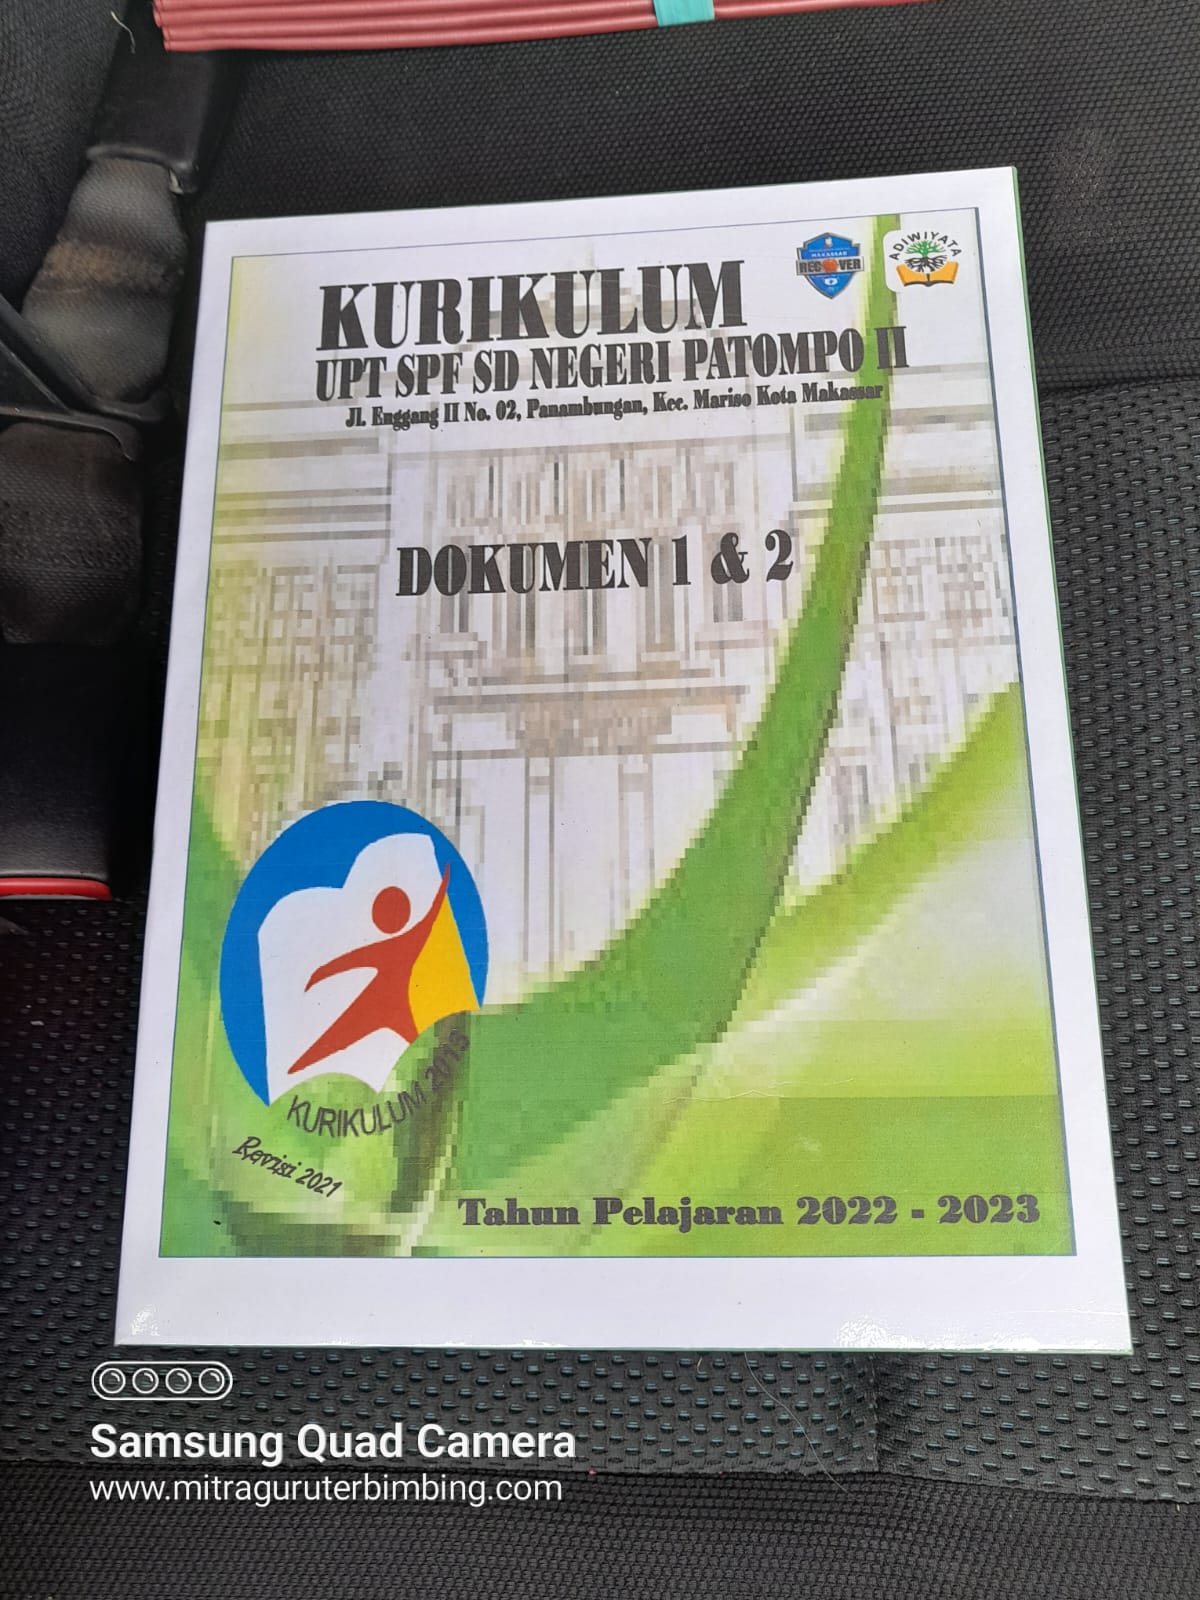 KURIKULUM
UPT SPF SD NEGERI PATOMPO II
Jl. Enggang II No. 02, Panambungan, Kec. Mariso Kota Makassar
MAKASSAR
RECOVER
ADIWIYATA
DOKUMEN 1 & 2
KURIKULUM 2013
Revisi 2021
Tahun Pelajaran 2022 - 2023
Samsung Quad Camera
www.mitraguruterbimbing.com